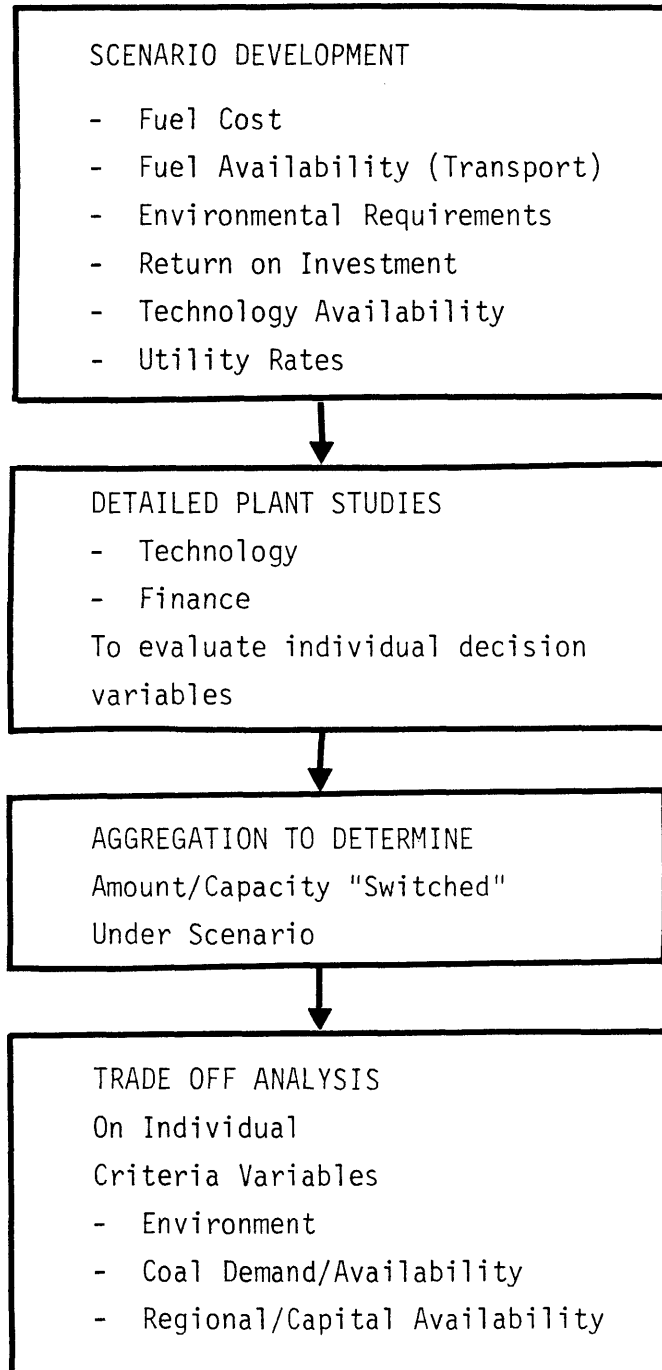 SCENARIO DEVELOPMENT
- Fuel Cost
- Fuel Availability (Transport)
- Environmental Requirements
- Return on Investment
- Technology Availability
- Utility Rates
DETAILED PLANT STUDIES
- Technology
- Finance
To evaluate individual decision
variables
AGGREGATION TO DETERMINE
Amount/Capacity "Switched"
Under Scenario
TRADE OFF ANALYSIS
On Individual
Criteria Variables
- Environment
- Coal Demand/Availability
- Regional/Capital Availability